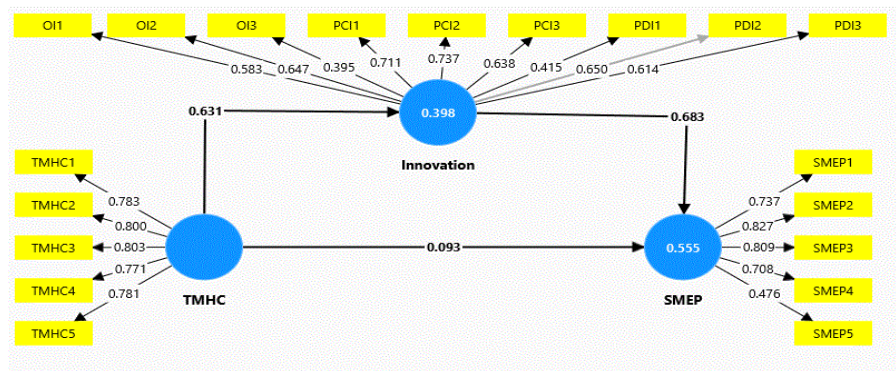 OI1 OI2 OI3 PCI1 PCI2 PCI3 PDI1 PDI2 PDI3
0.583 0.647 0.395 0.711 0.737 0.638 0.415 0.650 0.614
0.631 0.398 0.683
Innovation
TMHC1 SMEP1
0.783 0.737
TMHC2 SMEP2
0.800 0.827
TMHC3 0.803 0.093 0.555 0.809 SMEP3
0.771 0.708
TMHC4 SMEP4
0.781 0.476
TMHC SMEP
TMHC5 SMEP5